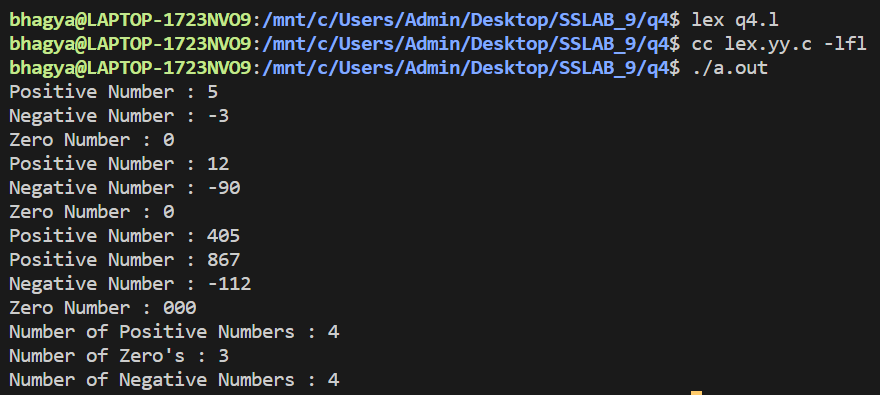 bhagya@LAPTOP-1723NVO9:/mnt/c/Users/Admin/Desktop/SSLAB_9/q4$ lex q4.l
bhagya@LAPTOP-1723NVO9:/mnt/c/Users/Admin/Desktop/SSLAB_9/q4$ cc lex.yy.c -lfl
bhagya@LAPTOP-1723NVO9:/mnt/c/Users/Admin/Desktop/SSLAB_9/q4$ ./a.out
Positive Number : 5
Negative Number : -3
Zero Number : 0
Positive Number : 12
Negative Number : -90
Zero Number : 0
Positive Number : 405
Positive Number : 867
Negative Number : -112
Zero Number : 000
Number of Positive Numbers : 4
Number of Zero's : 3
Number of Negative Numbers : 4